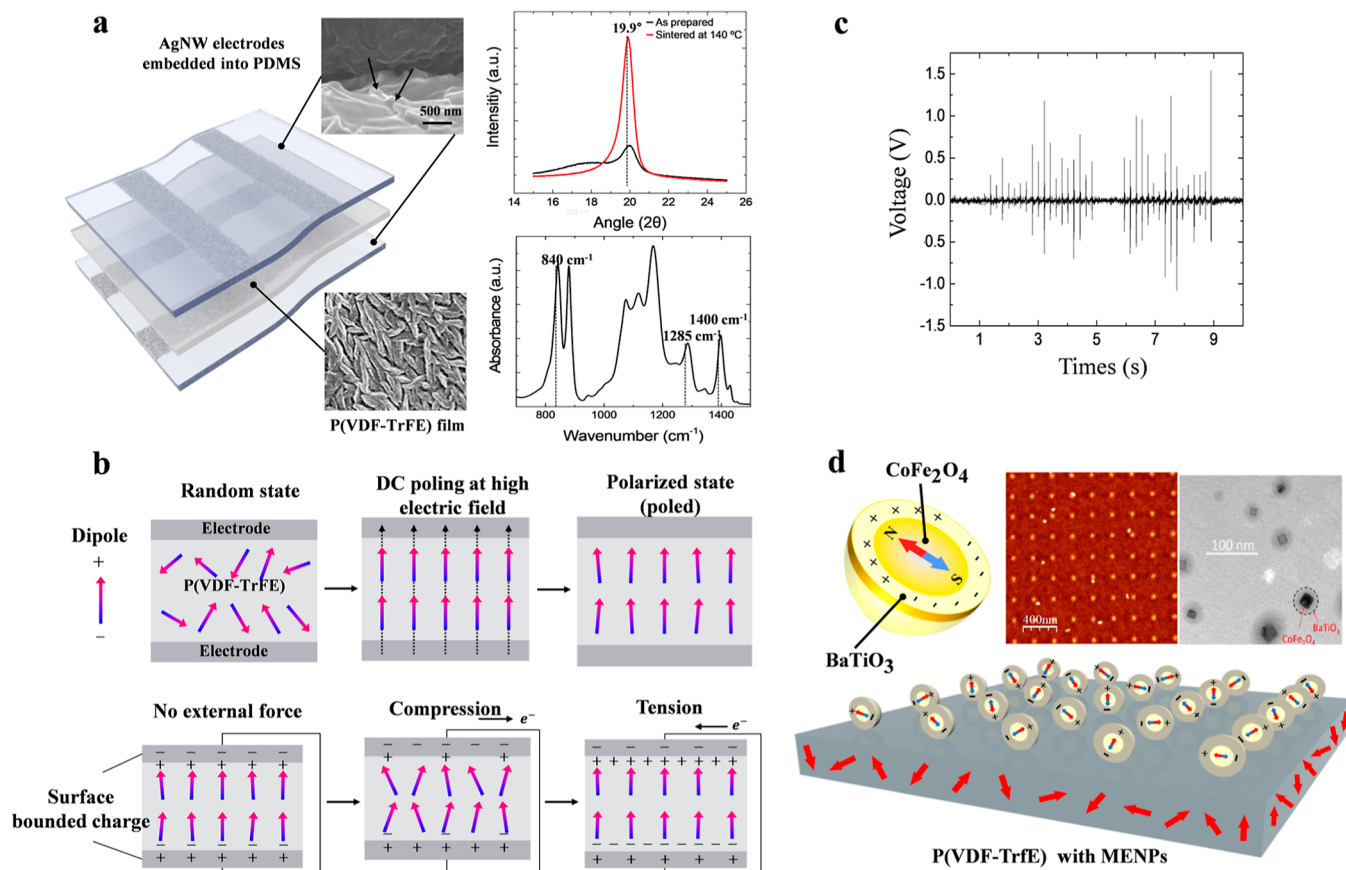 a
AgNW electrodes
embedded into PDMS
500 nm
P(VDF-TrFE) film
19.9°
As prepared
Sintered at 140 ºC
Intensitiy (a.u.)
14 16 18 20 22 24 26
Angle (2θ)
840 cm-1
1285 cm-1
1400 cm-1
Absorbance (a.u.)
800 1000 1200 1400
Wavenumber (cm-1)
c
1.5
1.0
0.5
0.0
-0.5
-1.0
-1.5
Voltage (V)
1 3 5 7 9
Times (s)
b
Random state
DC poling at high
electric field
Polarized state
(poled)
Dipole
+
−
Electrode
P(VDF-TrFE)
Electrode
No external force
Compression
e−
Tension
e−
Surface
bounded charge
− − − − −
+ + + + +
− − − − −
+ + + + +
d
CoFe2O4
N
S
BaTiO3
400nm
100 nm
BaTiO3
CoFe2O4
P(VDF-TrfE) with MENPs